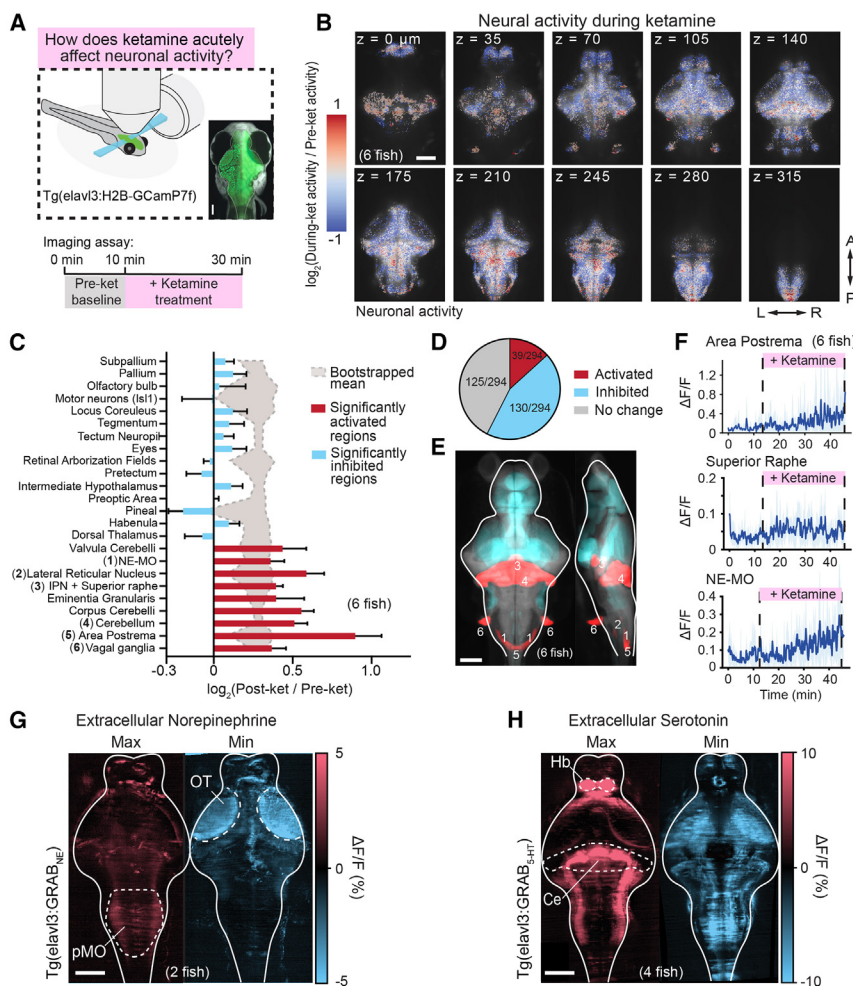 A
How does ketamine acutely
affect neuronal activity?
Tg(elavl3:H2B-GCamP7f)
Imaging assay:
0 min 10 min 30 min
Pre-ket
baseline
+ Ketamine
treatment
B
Neural activity during ketamine
log2(During-ket activity / Pre-ket activity)
1
-1
z = 0 μm
z = 35
z = 70
z = 105
z = 140
(6 fish)
z = 175
z = 210
z = 245
z = 280
z = 315
Neuronal activity
A
P
L R
C
Subpallium
Pallium
Olfactory bulb
Motor neurons (Isl1)
Locus Coreuleus
Tegmentum
Tectum Neuropil
Eyes
Retinal Arborization Fields
Pretectum
Intermediate Hypothalamus
Preoptic Area
Pineal
Habenula
Dorsal Thalamus
Valvula Cerebelli
(1)NE-MO
(2)Lateral Reticular Nucleus
(3) IPN + Superior raphe
Eminentia Granularis
Corpus Cerebelli
(4) Cerebellum
(5) Area Postrema
(6) Vagal ganglia
Bootstrapped
mean
Significantly
activated
regions
Significantly
inhibited
regions
(6 fish)
-0.3 0 0.5 1.0
log2(Post-ket / Pre-ket)
D
39/294
125/294
130/294
Activated
Inhibited
No change
E
3
4
6
1
1
6
5
(6 fish)
3
4
6
2
1
5
F
Area Postrema (6 fish)
+ Ketamine
ΔF/F
1.2
0.8
0.4
0
0 10 20 30 40
Superior Raphe
+ Ketamine
ΔF/F
0.2
0.1
0
0 10 20 30 40
NE-MO
+ Ketamine
ΔF/F
0.4
0.3
0.2
0.1
0
0 10 20 30 40
Time (min)
G
Extracellular Norepinephrine
Max Min
Tg(elavl3:GRABNE)
OT
pMO
(2 fish)
5
0
-5
ΔF/F (%)
H
Extracellular Serotonin
Max Min
Tg(elavl3:GRAB5-HT)
Hb
Ce
(4 fish)
10
0
-10
ΔF/F (%)